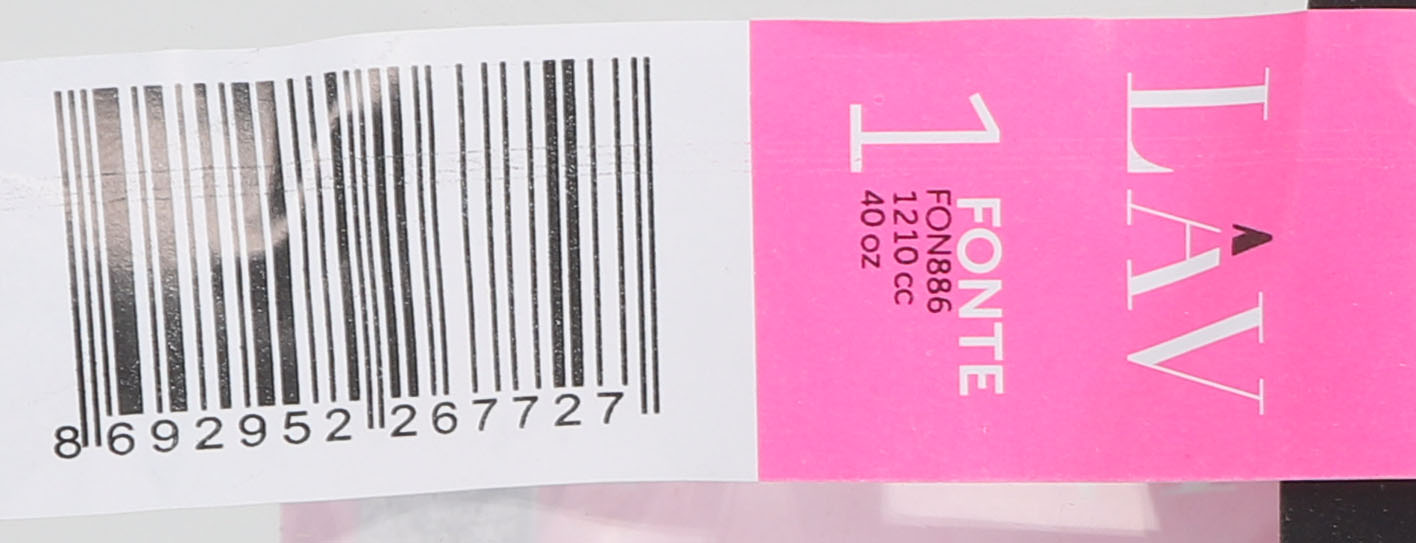 8 692952 267727
LAV
1 FONTE
FON886
1210 cc
40 oz